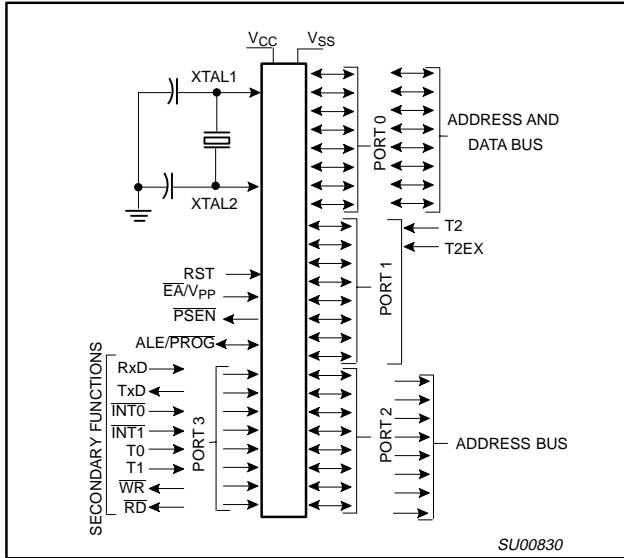 VCC VSS
XTAL1
XTAL2
PORT 0
ADDRESS AND
DATA BUS
T2
T2EX
PORT 1
RST
EA/VPP
PSEN
ALE/PROG
SECONDARY FUNCTIONS
RxD
TxD
INT0
INT1
T0
T1
WR
RD
PORT 3
PORT 2
ADDRESS BUS
SU00830